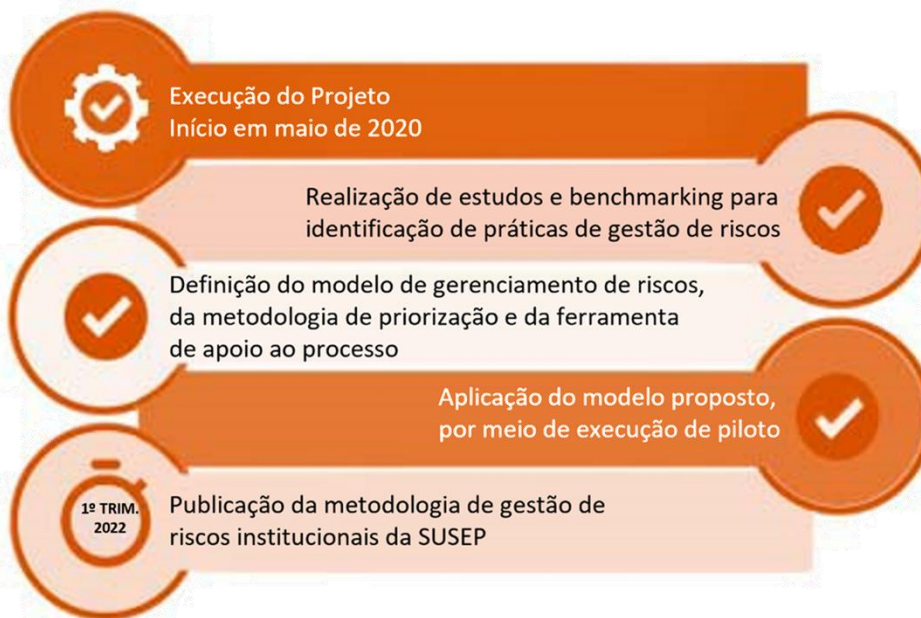 Execução do Projeto
Início em maio de 2020
Realização de estudos e benchmarking para
identificação de práticas de gestão de riscos
Definição do modelo de gerenciamento de riscos,
da metodologia de priorização e da ferramenta
de apoio ao processo
Aplicação do modelo proposto,
por meio de execução de piloto
1º TRIM.
2022
Publicação da metodologia de gestão de
riscos institucionais da SUSEP